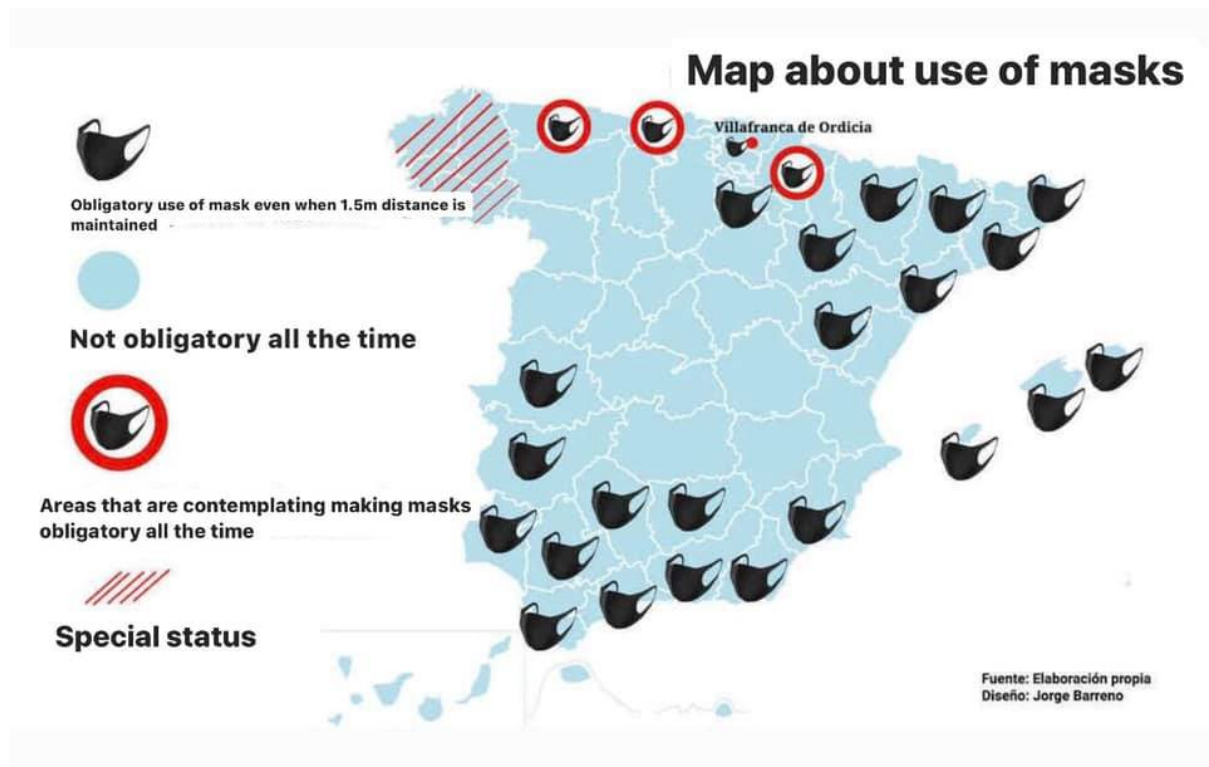 Map about use of masks
Villafranca de Ordicia
Obligatory use of mask even when 1.5m distance is
maintained
Not obligatory all the time
Areas that are contemplating making masks
obligatory all the time
Special status
Fuente: Elaboración propia
Diseño: Jorge Barreno